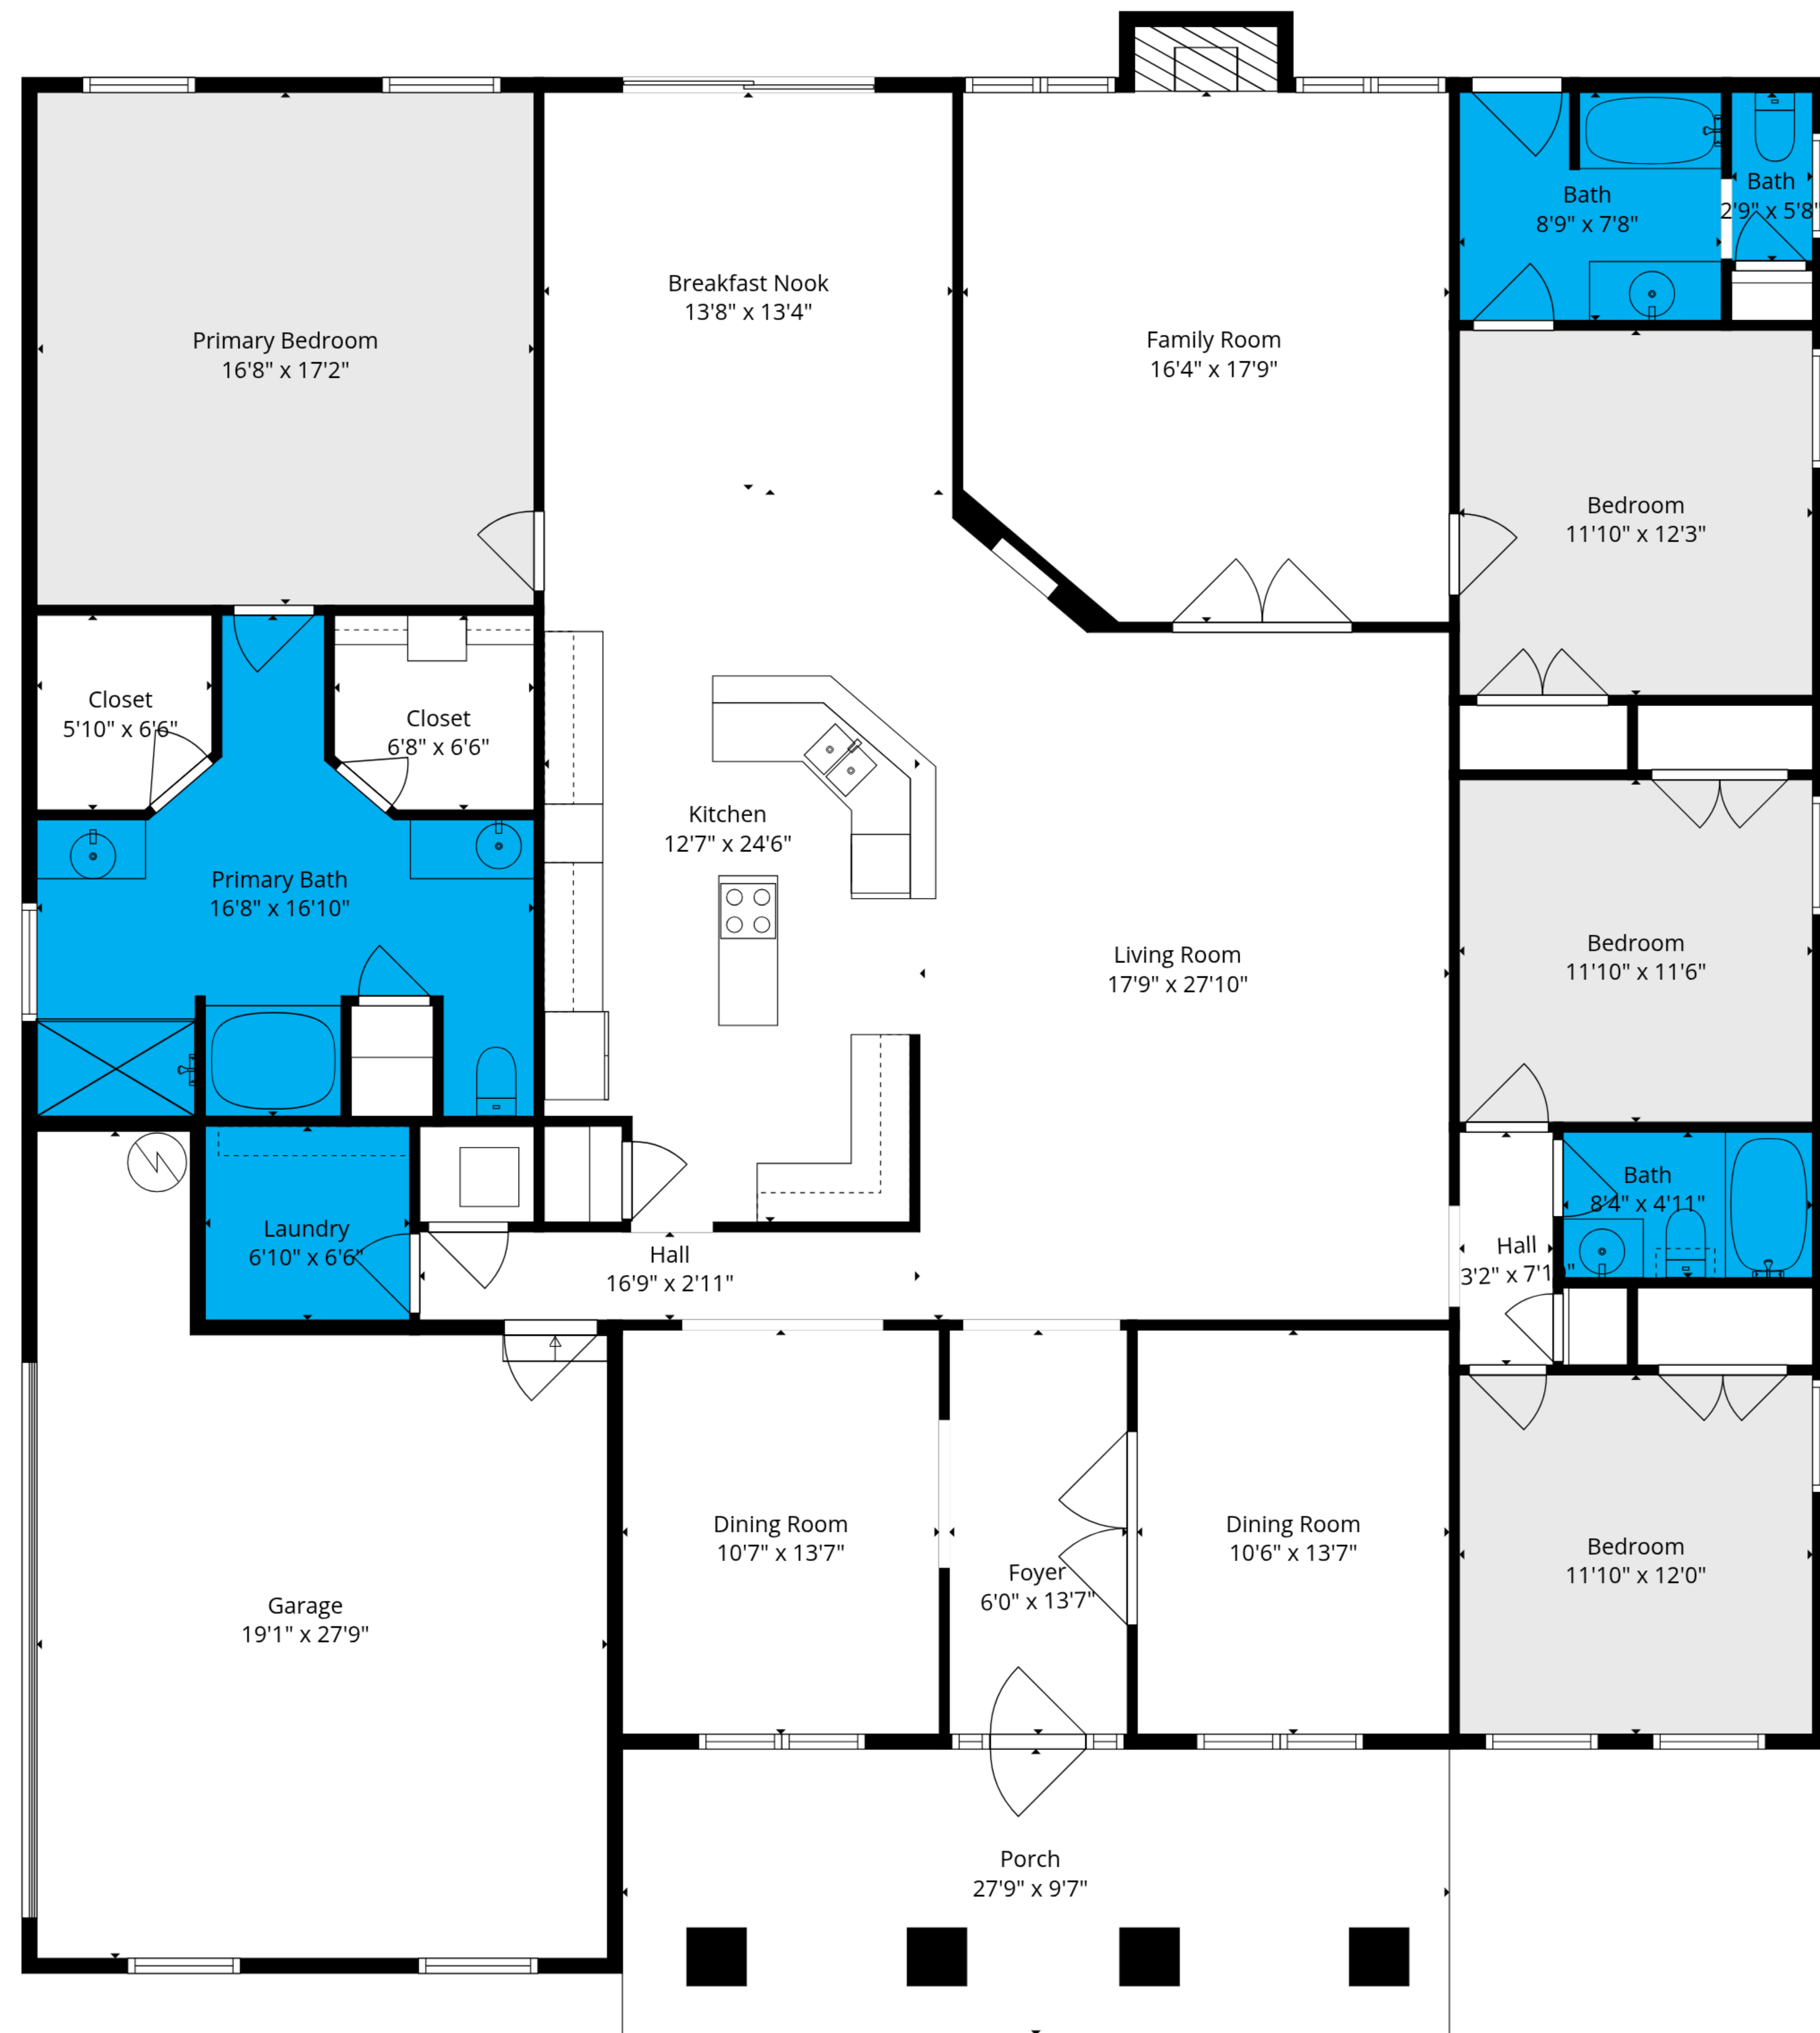 Bath
8'9" x 7'8"
Bath
2'9" x 5'8"
Breakfast Nook
13'8" x 13'4"
Primary Bedroom
16'8" x 17'2"
Family Room
16'4" x 17'9"
Bedroom
11'10" x 12'3"
Closet
5'10" x 6'6"
Closet
6'8" x 6'6"
Kitchen
12'7" x 24'6"
Primary Bath
16'8" x 16'10"
Living Room
17'9" x 27'10"
Bedroom
11'10" x 11'6"
Bath
8'4" x 4'11"
Laundry
6'10" x 6'6"
Hall
16'9" x 2'11"
Hall
3'2" x 7'10"
Dining Room
10'7" x 13'7"
Dining Room
10'6" x 13'7"
Foyer
6'0" x 13'7"
Bedroom
11'10" x 12'0"
Garage
19'1" x 27'9"
Porch
27'9" x 9'7"